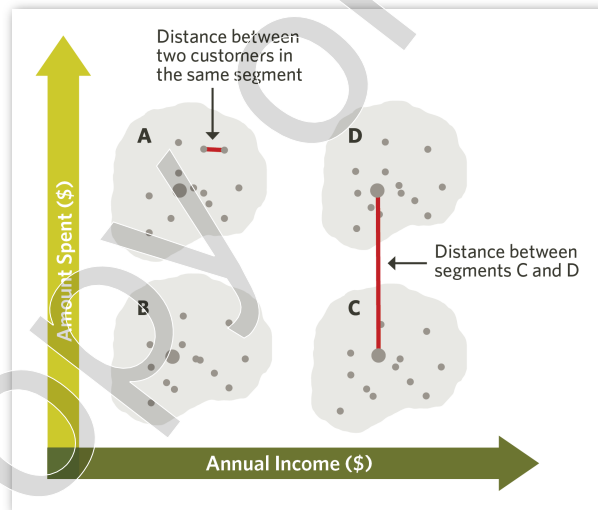 Distance between
two customers in
the same segment
A
D
Amount Spent ($)
Distance between
segments C and D
B
C
Annual Income ($)